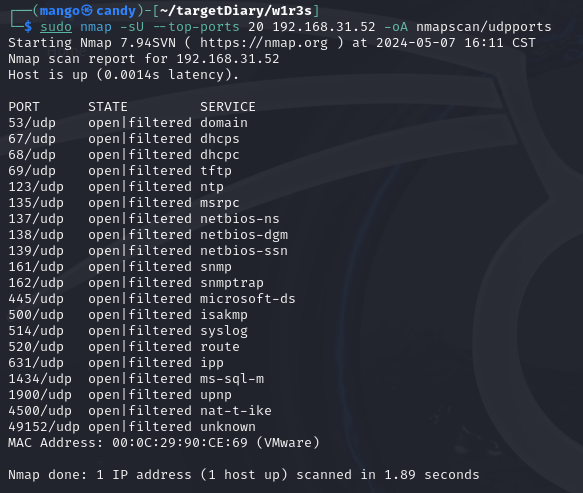 ┌──(mango㉿candy)-[~/targetDiary/w1r3s]
└─$ sudo nmap -sU --top-ports 20 192.168.31.52 -oA nmapscan/udpports
Starting Nmap 7.94SVN ( https://nmap.org ) at 2024-05-07 16:11 CST
Nmap scan report for 192.168.31.52
Host is up (0.0014s latency).

PORT      STATE         SERVICE
53/udp    open|filtered domain
67/udp    open|filtered dhcps
68/udp    open|filtered dhcpc
69/udp    open|filtered tftp
123/udp   open|filtered ntp
135/udp   open|filtered msrpc
137/udp   open|filtered netbios-ns
138/udp   open|filtered netbios-dgm
139/udp   open|filtered netbios-ssn
161/udp   open|filtered snmp
162/udp   open|filtered snmptrap
445/udp   open|filtered microsoft-ds
500/udp   open|filtered isakmp
514/udp   open|filtered syslog
520/udp   open|filtered route
631/udp   open|filtered ipp
1434/udp  open|filtered ms-sql-m
1900/udp  open|filtered upnp
4500/udp  open|filtered nat-t-ike
49152/udp open|filtered unknown
MAC Address: 00:0C:29:90:CE:69 (VMware)

Nmap done: 1 IP address (1 host up) scanned in 1.89 seconds